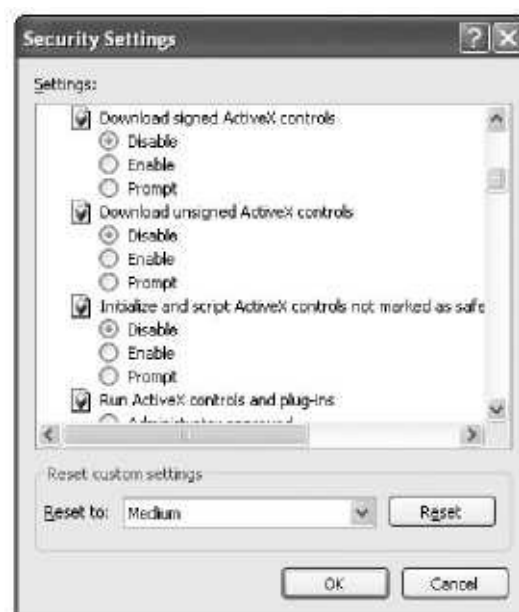 Security Settings
Settings:
Download signed ActiveX controls
Disable
Enable
Prompt
Download unsigned ActiveX controls
Disable
Enable
Prompt
Initialize and script ActiveX controls not marked as safe
Disable
Enable
Prompt
Run ActiveX controls and plug-ins
Administrator approved
Reset custom settings
Reset to: Medium Reset
OK Cancel